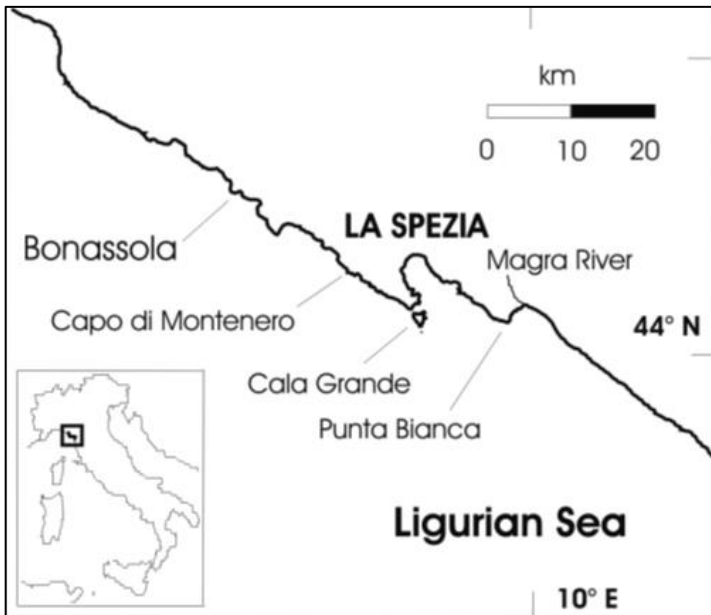 km
0 10 20
LA SPEZIA
Bonassola
Magra River
Capo di Montenero
44° N
Cala Grande
Punta Bianca
Ligurian Sea
10° E